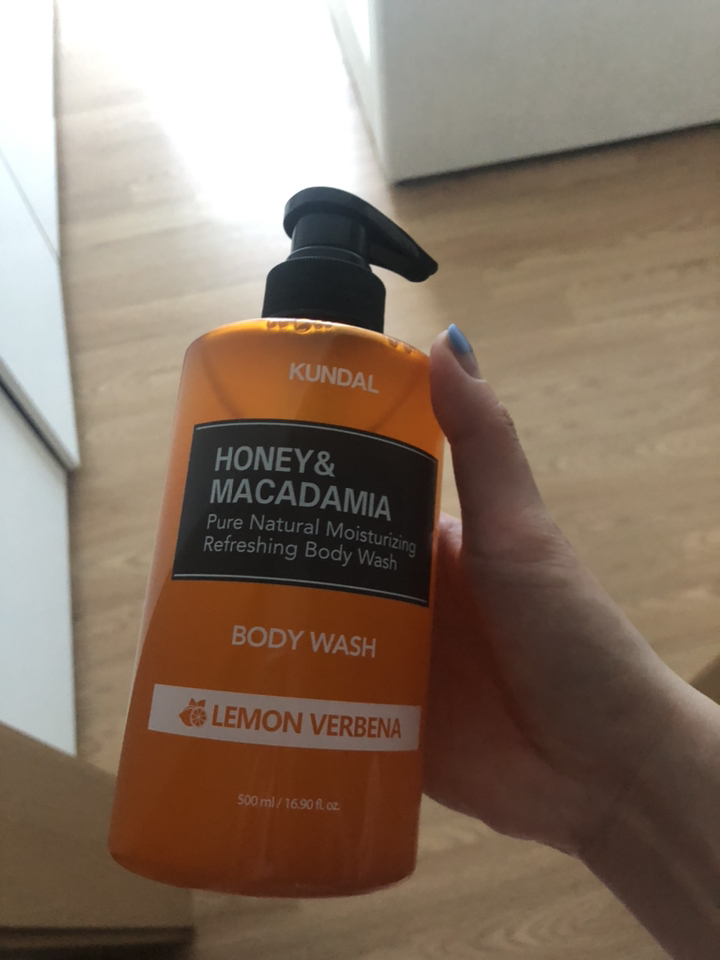 KUNDAL
HONEY&
MACADAMIA
Pure Natural Moisturizing
Refreshing Body Wash
BODY WASH
LEMON VERBENA
500 ml / 16.90 fl. oz.